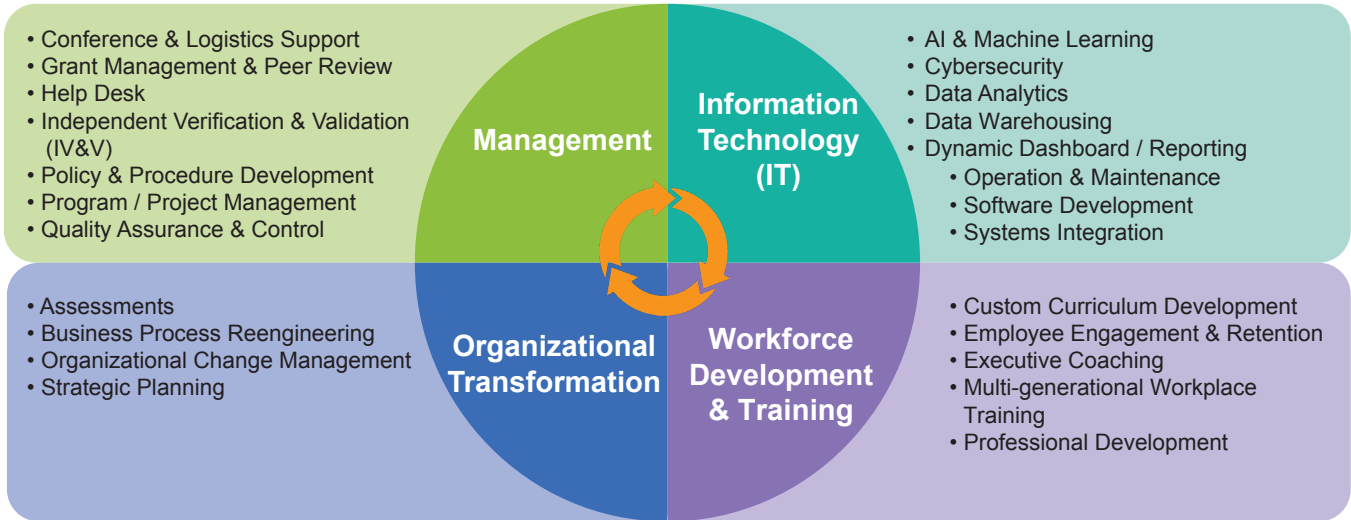 • Conference & Logistics Support
• Grant Management & Peer Review
• Help Desk
• Independent Verification & Validation
(IV&V)
• Policy & Procedure Development
• Program / Project Management
• Quality Assurance & Control
Management
Information
Technology
(IT)
• AI & Machine Learning
• Cybersecurity
• Data Analytics
• Data Warehousing
• Dynamic Dashboard / Reporting
• Operation & Maintenance
• Software Development
• Systems Integration
• Assessments
• Business Process Reengineering
• Organizational Change Management
• Strategic Planning
Organizational
Transformation
Workforce
Development
& Training
• Custom Curriculum Development
• Employee Engagement & Retention
• Executive Coaching
• Multi-generational Workplace
Training
• Professional Development